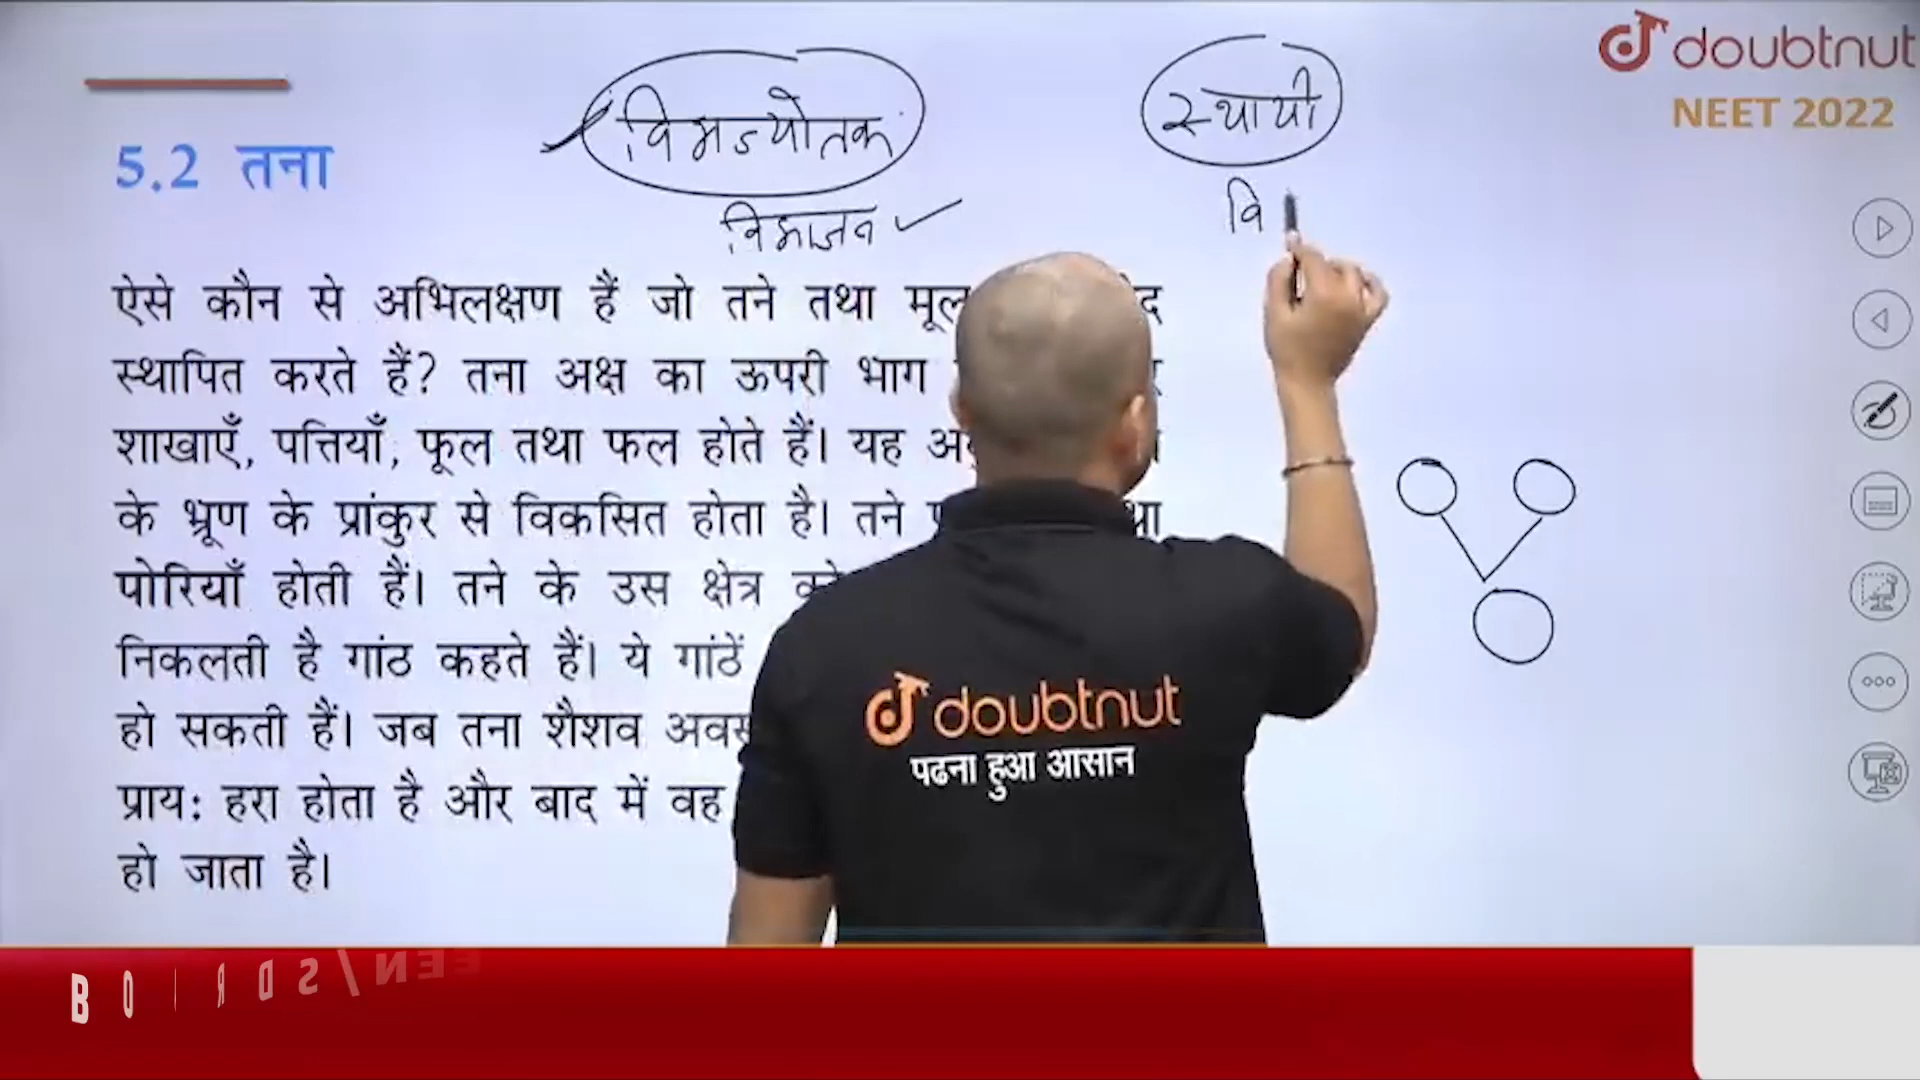 doubtnut
NEET 2022
विभज्योतक
स्थायी
5.2 तना
विभाजन
वि
ऐसे कौन से अभिलक्षण हैं जो तने तथा मूल
स्थापित करते हैं? तना अक्ष का ऊपरी भाग
शाखाएँ, पत्तियाँ, फूल तथा फल होते हैं। यह
के भ्रूण के प्रांकुर से विकसित होता है। तने
पोरियाँ होती हैं। तने के उस क्षेत्र
निकलती है गांठ कहते हैं। ये गांठें
हो सकती हैं। जब तना शैशव
प्राय: हरा होता है और बाद में वह
हो जाता है।
doubtnut
पढना हुआ आसान